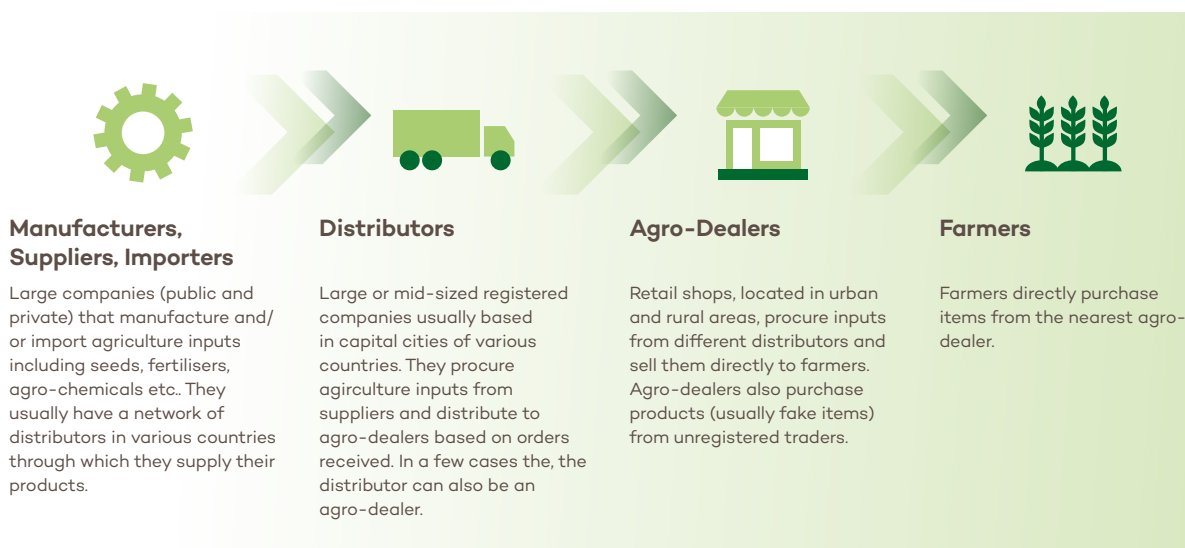 Manufacturers,
Suppliers, Importers
Large companies (public and
private) that manufacture and/
or import agriculture inputs
including seeds, fertilisers,
agro-chemicals etc.. They
usually have a network of
distributors in various countries
through which they supply their
products.
Distributors
Large or mid-sized registered
companies usually based
in capital cities of various
countries. They procure
agirculture inputs from
suppliers and distribute to
agro-dealers based on orders
received. In a few cases the, the
distributor can also be an
agro-dealer.
Agro-Dealers
Retail shops, located in urban
and rural areas, procure inputs
from different distributors and
sell them directly to farmers.
Agro-dealers also purchase
products (usually fake items)
from unregistered traders.
Farmers
Farmers directly purchase
items from the nearest agro-
dealer.